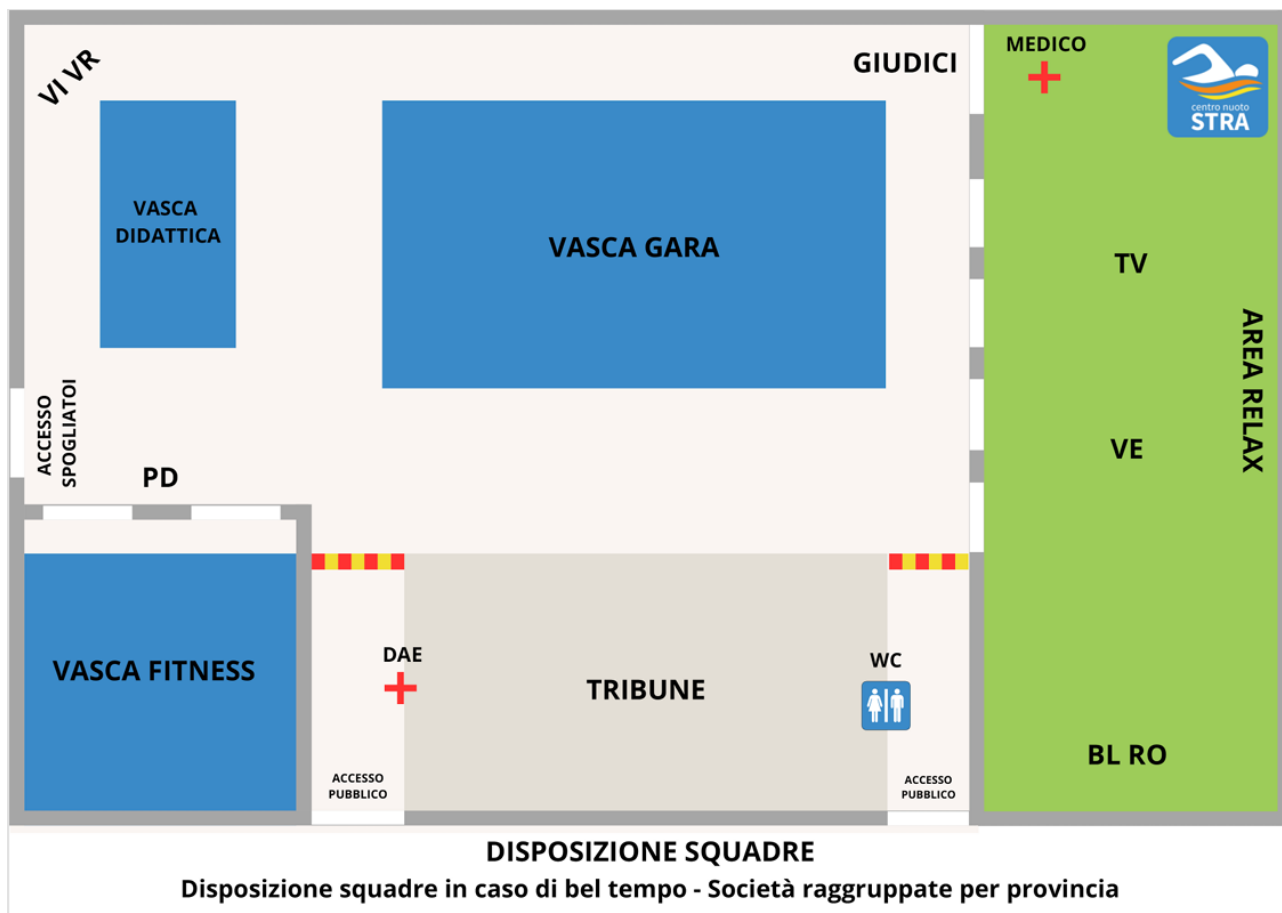 VI VR
GIUDICI
MEDICO
centro nuoto
STRA
VASCA
DIDATTICA
VASCA GARA
TV
AREA RELAX
ACCESSO
SPOGLIATOI
PD
VE
VASCA FITNESS
DAE
TRIBUNE
WC
ACCESSO
PUBBLICO
ACCESSO
PUBBLICO
BL RO
DISPOSIZIONE SQUADRE
Disposizione squadre in caso di bel tempo - Società raggruppate per provincia